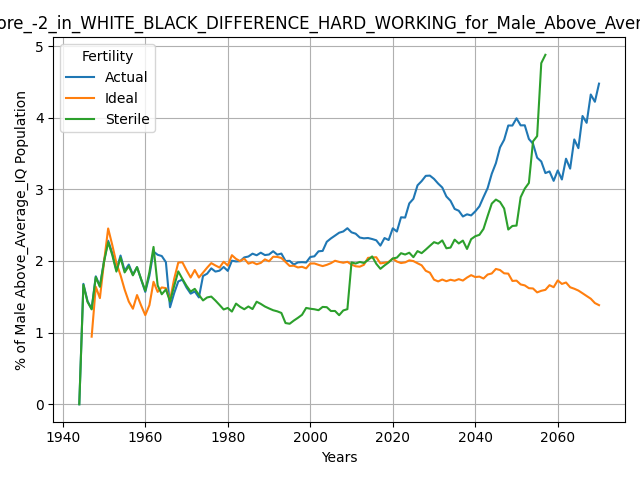 ore_-2_in_WHITE_BLACK_DIFFERENCE_HARD_WORKING_for_Male_Above_Aver
Fertility
Actual
Ideal
Sterile
% of Male Above_Average_IQ Population
5
4
3
2
1
0
1940 1960 1980 2000 2020 2040 2060
Years